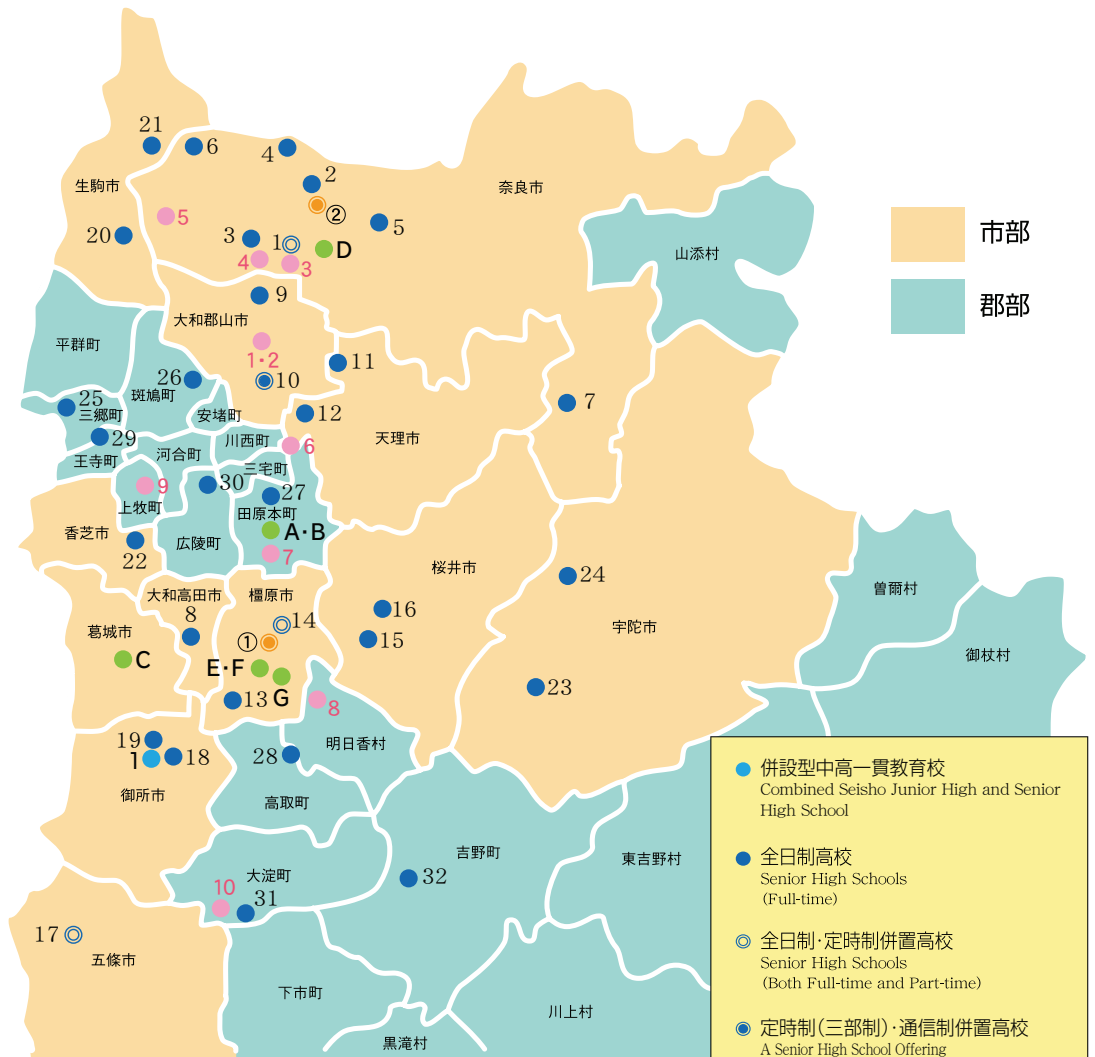 21
6
4
2
生駒市
奈良市
②
5
20
3
1
5
D
4
3
山添村
市部
9
大和郡山市
郡部
平群町
1・2
11
26
10
斑鳩町
7
25
三郷町
安堵町
12
天理市
29
川西町
6
王寺町
河合町
三宅町
30
9
27
上牧町
田原本町
香芝市
広陵町
A・B
22
7
桜井市
24
曽爾村
大和高田市
橿原市
8
14
16
宇陀市
葛城市
①
15
御杖村
C
E・F
G
23
13
8
19
明日香村
1
18
28
御所市
高取町
吉野町
東吉野村
大淀町
32
10
31
17
五條市
下市町
川上村
黒滝村
併設型中高一貫教育校
Combined Seisho Junior High and Senior
High School
全日制高校
Senior High Schools
(Full-time)
全日制・定時制併置高校
Senior High Schools
(Both Full-time and Part-time)
定時制(三部制)・通信制併置高校
A Senior High School Offering